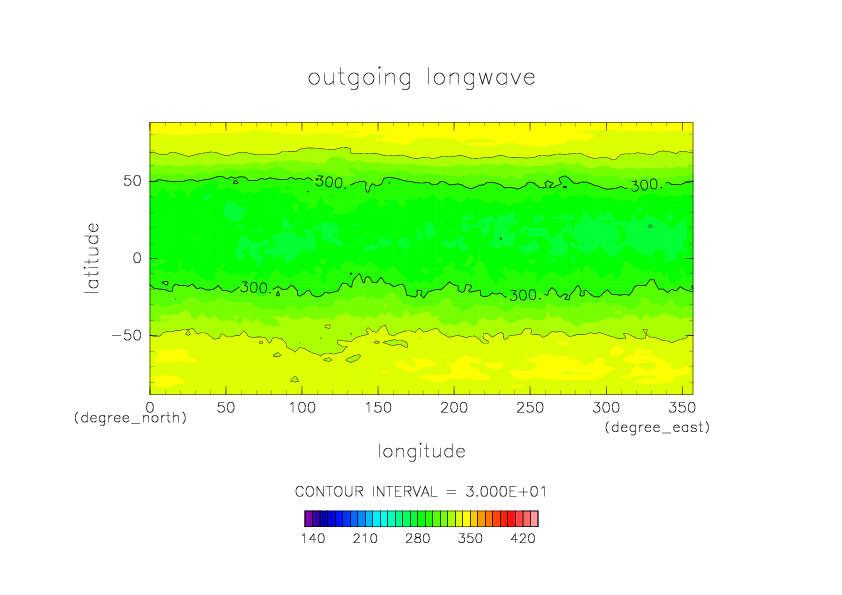 outgoing longwave
300.
300.
300.
300.
50
0
−50
latitude
0 50 100 150 200 250 300 350
(degree_north)
(degree_east)
longitude
CONTOUR INTERVAL = 3.000E+01
140 210 280 350 420